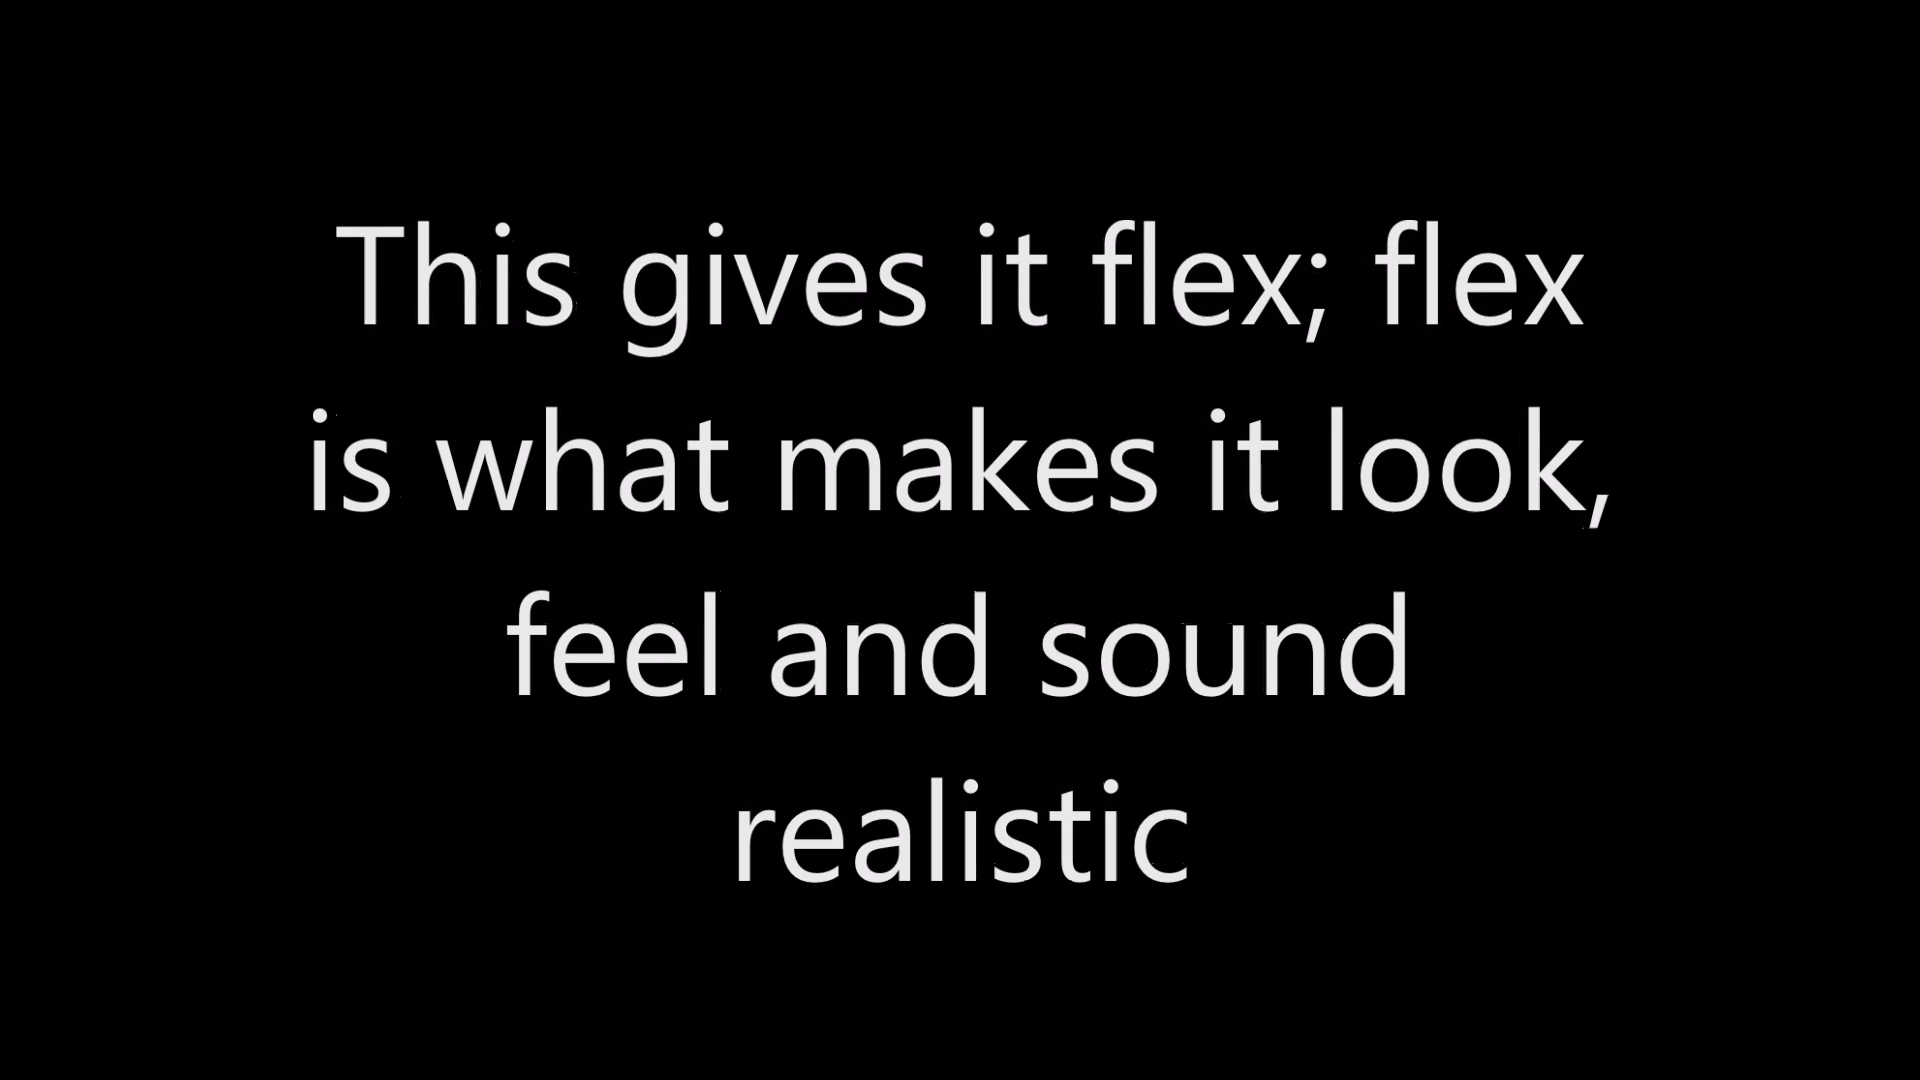 This gives it flex; flex
is what makes it look,
feel and sound
realistic